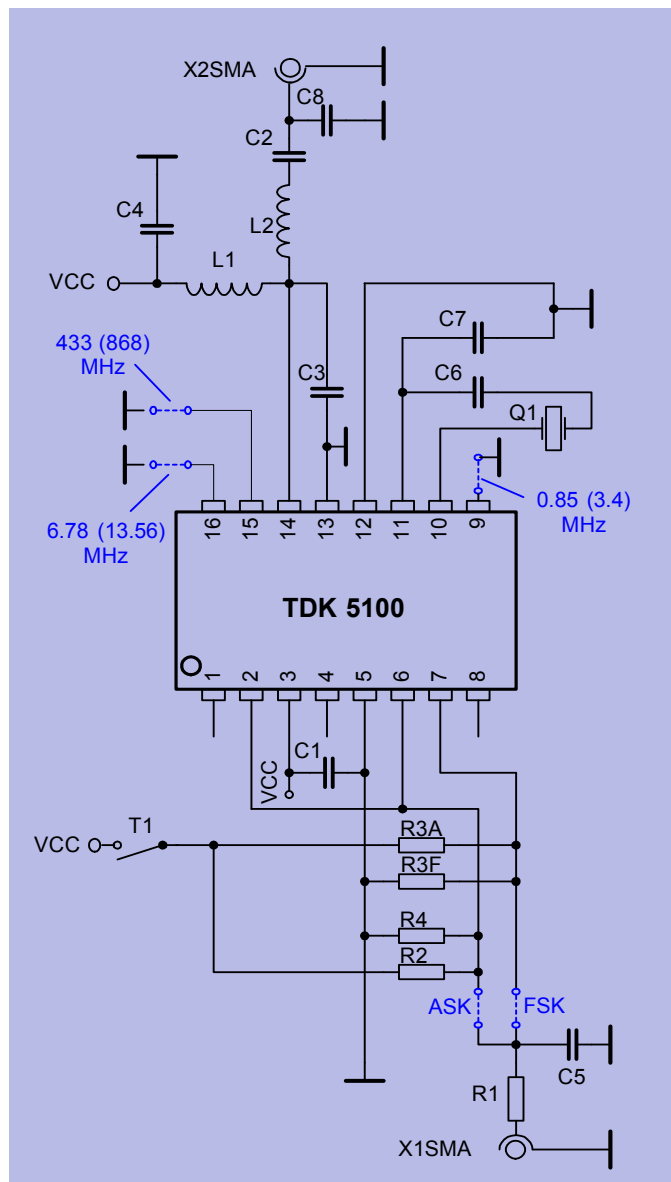 X2SMA
C8
C2
C4
L2
L1
VCC
433 (868)
MHz
C7
C3
C6
Q1
6.78 (13.56)
MHz
0.85 (3.4)
MHz
16 15 14 13 12 11 10 9
TDK 5100
1 2 3 4 5 6 7 8
C1
VCC
T1
VCC
R3A
R3F
R4
R2
ASK
FSK
C5
R1
X1SMA